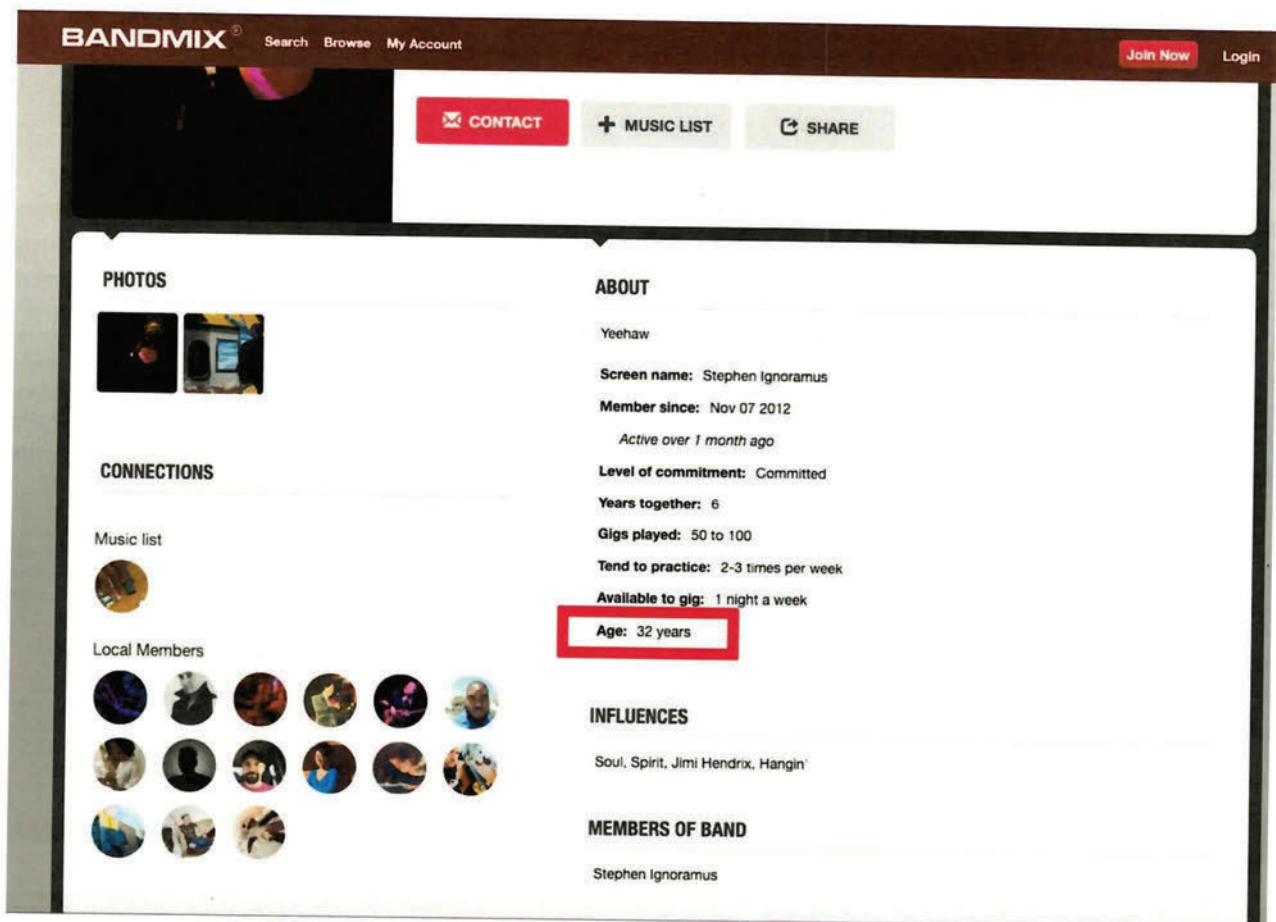 BANDMIX® Search Browse My Account Join Now Login
CONTACT MUSIC LIST SHARE
PHOTOS
CONNECTIONS
Music list
Local Members
ABOUT
Yeehaw
Screen name: Stephen Ignoramus
Member since: Nov 07 2012
Active over 1 month ago
Level of commitment: Committed
Years together: 6
Gigs played: 50 to 100
Tend to practice: 2-3 times per week
Available to gig: 1 night a week
Age: 32 years
INFLUENCES
Soul, Spirit, Jimi Hendrix, Hangin'
MEMBERS OF BAND
Stephen Ignoramus